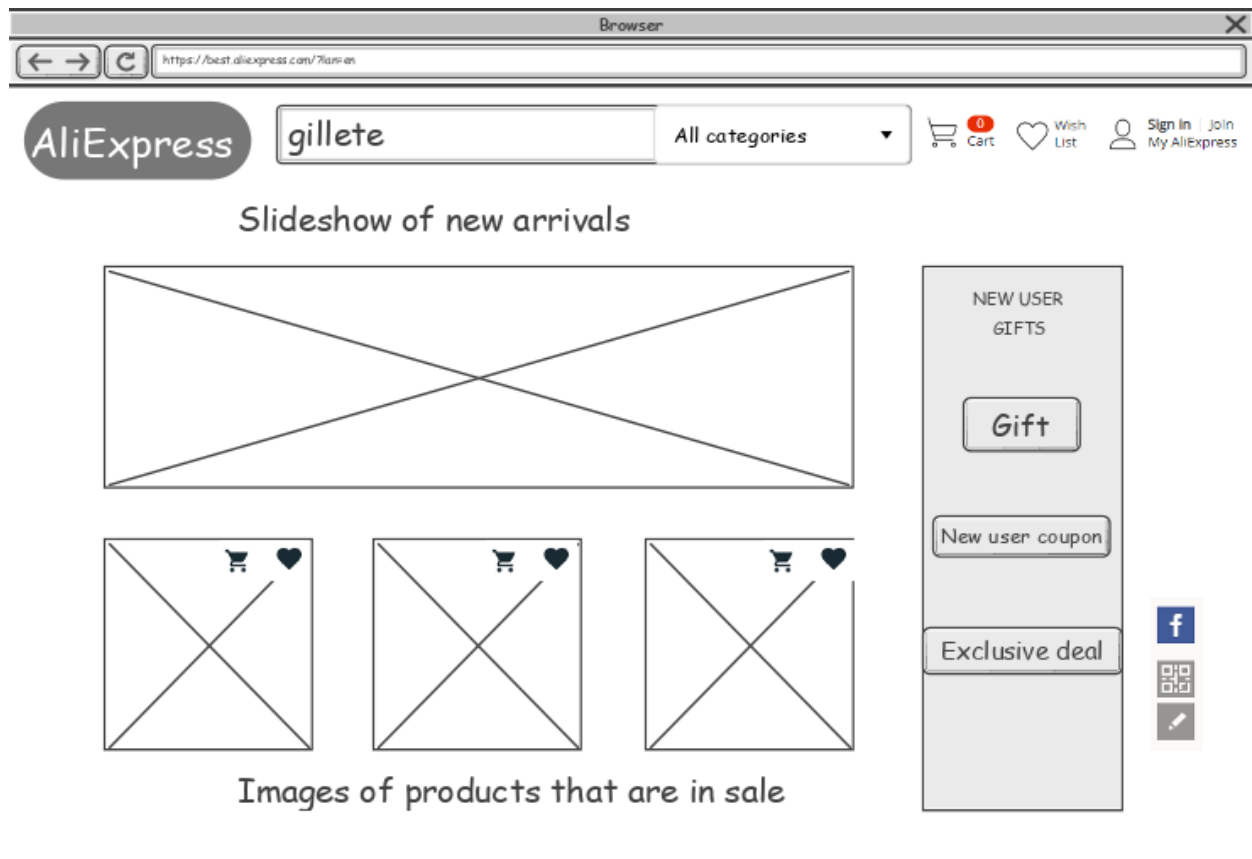 Browser
https://best.aliexpress.com/?lan=en
AliExpress
gillete
All categories
0
Cart
Wish
List
Sign in | Join
My AliExpress
Slideshow of new arrivals
NEW USER
GIFTS
Gift
New user coupon
Exclusive deal
f
Images of products that are in sale